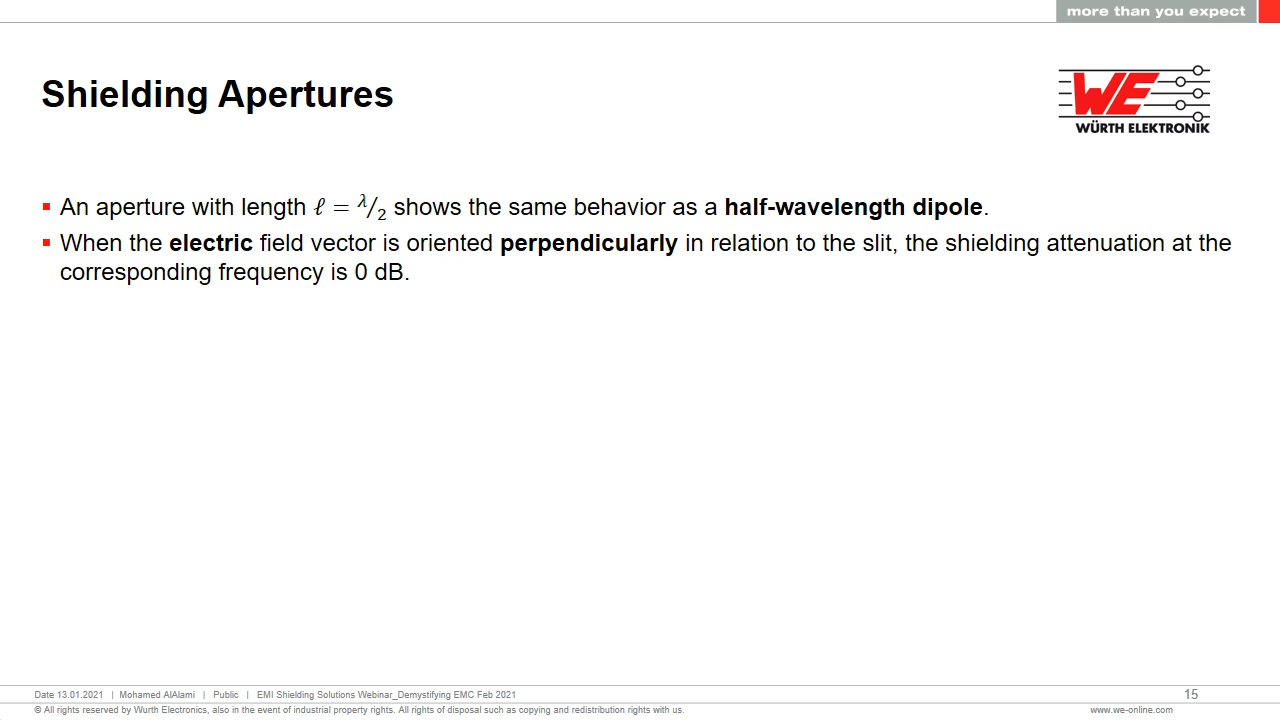 more than you expect
Shielding Apertures
WE
WÜRTH ELEKTRONIK
▪ An aperture with length ℓ = λ/2 shows the same behavior as a half-wavelength dipole.
▪ When the electric field vector is oriented perpendicularly in relation to the slit, the shielding attenuation at the
corresponding frequency is 0 dB.
Date 13.01.2021 | Mohamed AlAlami | Public | EMI Shielding Solutions Webinar_Demystifying EMC Feb 2021
15
© All rights reserved by Wurth Electronics, also in the event of industrial property rights. All rights of disposal such as copying and redistribution rights with us.
www.we-online.com